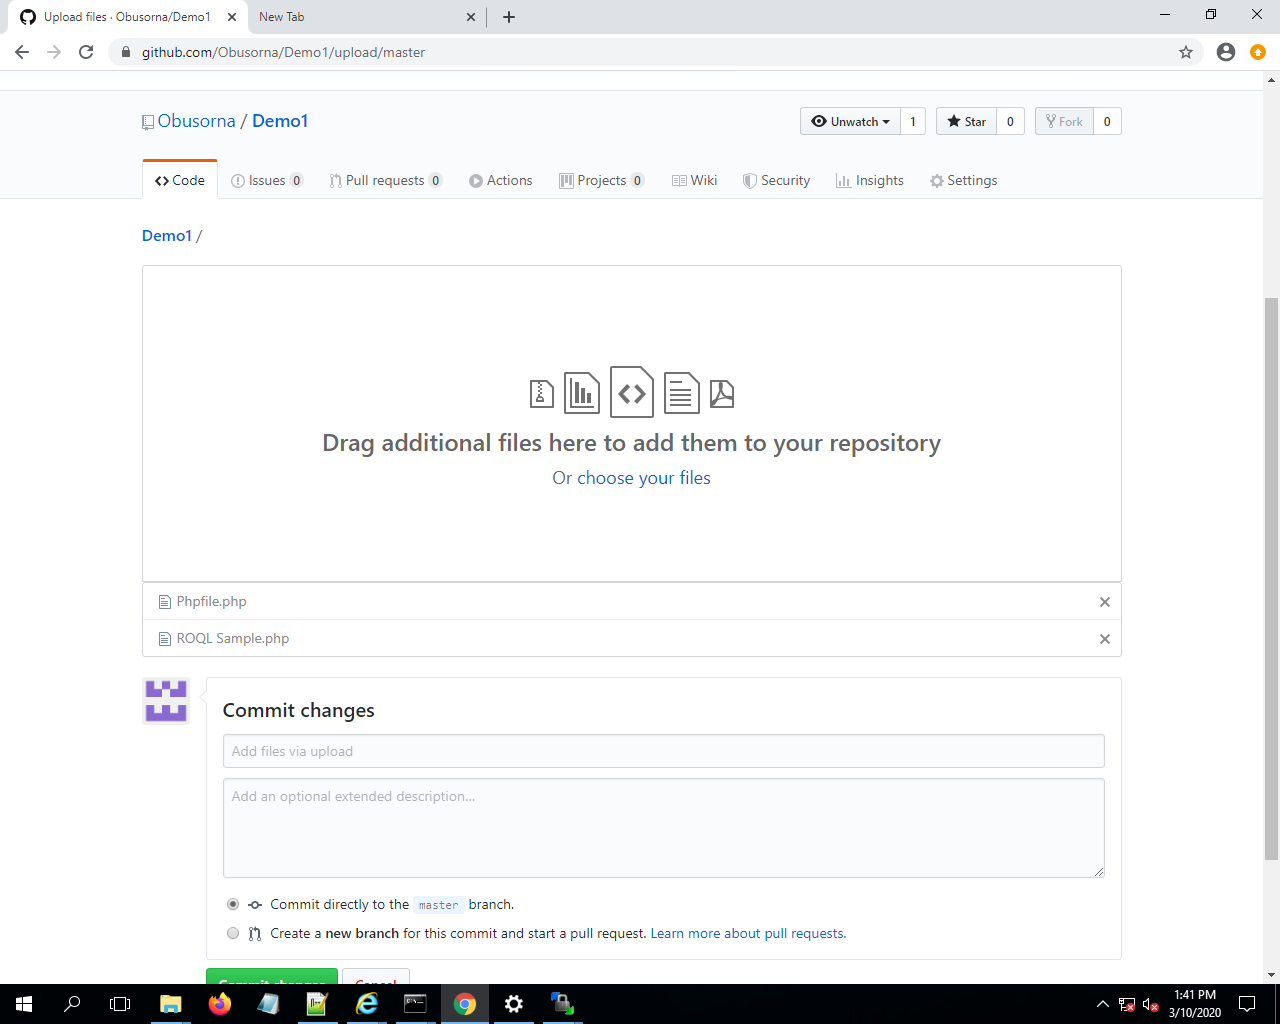 Upload files · Obusorna/Demo1
New Tab
github.com/Obusorna/Demo1/upload/master
Obusorna / Demo1
Unwatch 1
Star 0
Fork 0
Code
Issues 0
Pull requests 0
Actions
Projects 0
Wiki
Security
Insights
Settings
Demo1 /
Drag additional files here to add them to your repository
Or choose your files
Phpfile.php
ROQL Sample.php
Commit changes
Add files via upload
Add an optional extended description...
Commit directly to the master branch.
Create a new branch for this commit and start a pull request. Learn more about pull requests.
Commit changes
Cancel
1:41 PM
3/10/2020